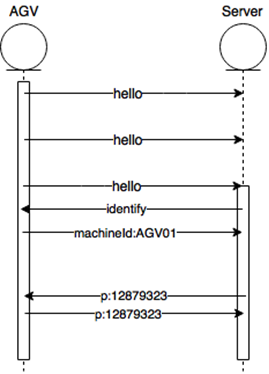 AGV
Server
hello
hello
hello
identify
machineId:AGV01
p:12879323
p:12879323